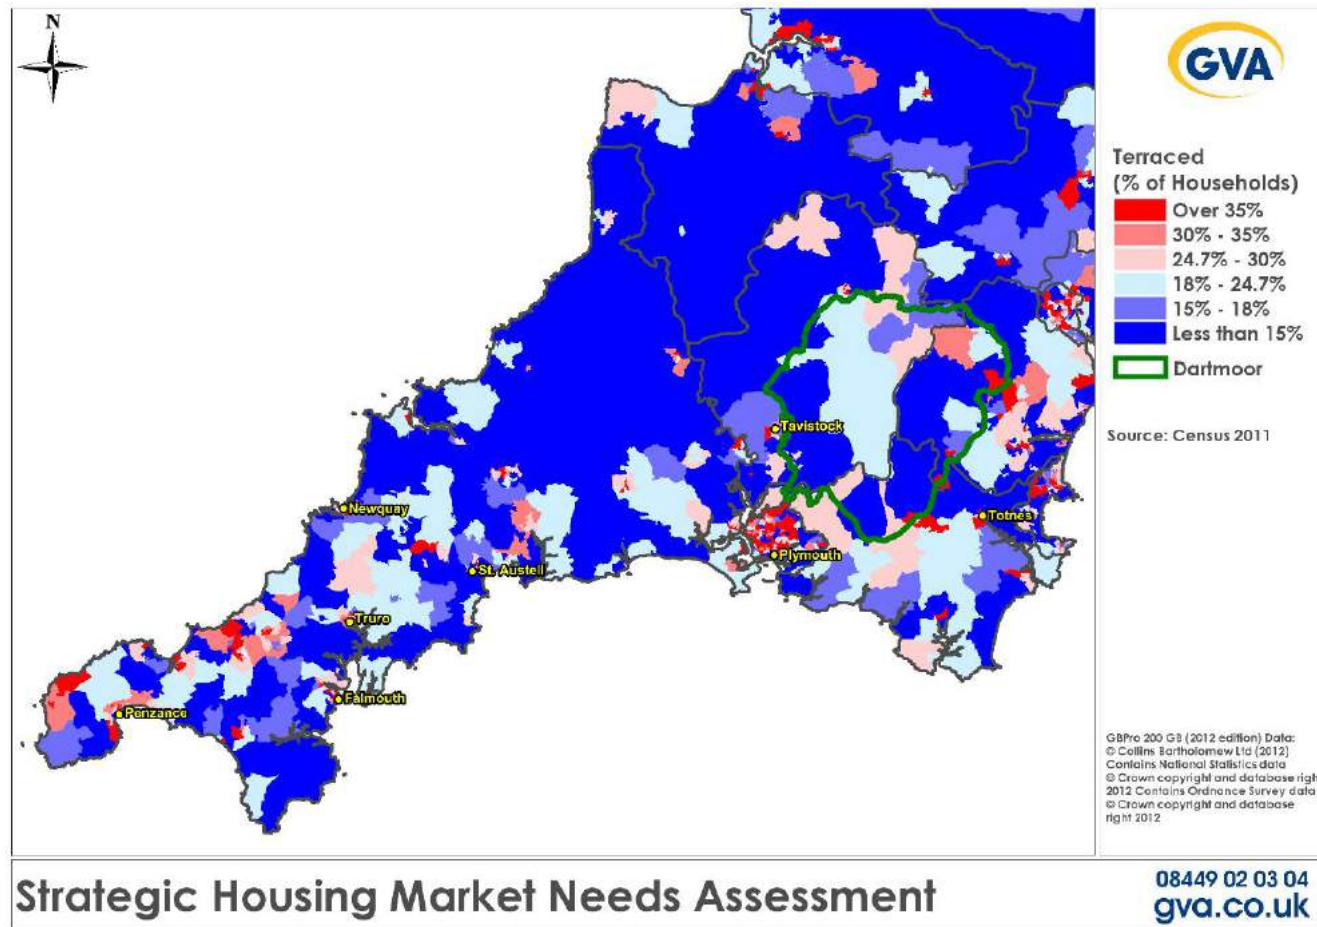 N
GVA
Terraced
(% of Households)
Over 35%
30% - 35%
24.7% - 30%
18% - 24.7%
15% - 18%
Less than 15%
Dartmoor
Source: Census 2011
Tavistock
Newquay
Totnes
Plymouth
St. Austell
Truro
Falmouth
Penzance
GBPro 200 GB (2012 edition) Data:
© Collins Bartholomew Ltd (2012)
Contains National Statistics data
© Crown copyright and database righ
2012 Contains Ordnance Survey data
© Crown copyright and database
right 2012
Strategic Housing Market Needs Assessment
08449 02 03 04
gva.co.uk